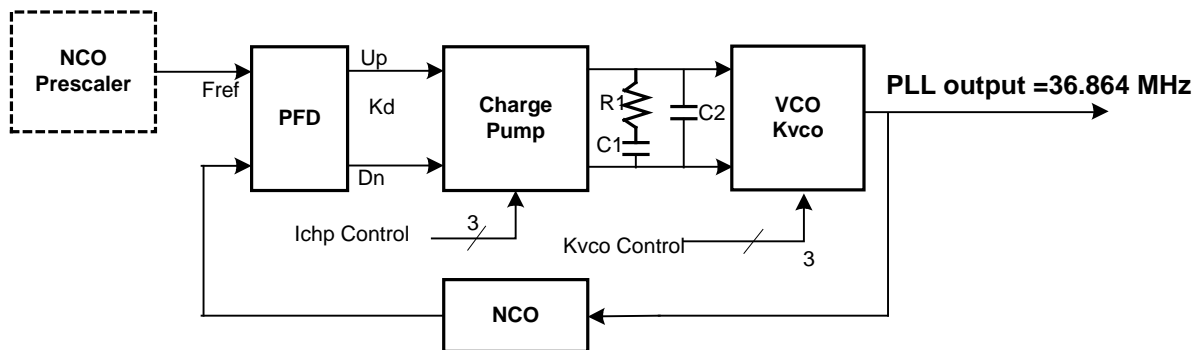 NCO
Prescaler
Fref
PFD
Up
Kd
Dn
Charge
Pump
R1
C1
C2
VCO
Kvco
PLL output =36.864 MHz
Ichp Control
3
Kvco Control
3
NCO